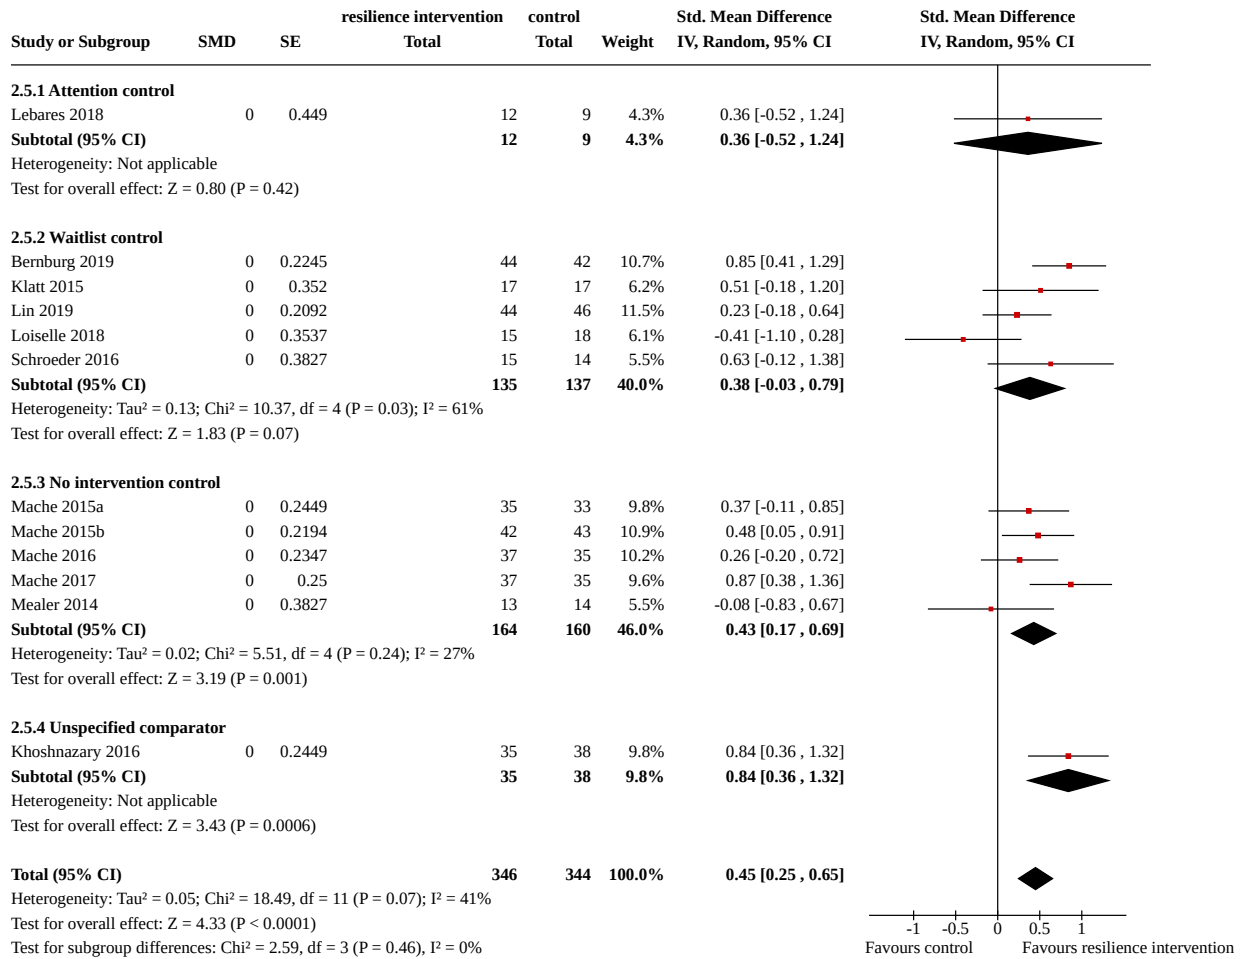 resilience intervention control Std. Mean Difference Std. Mean Difference
Study or Subgroup SMD SE Total Total Weight IV, Random, 95% CI IV, Random, 95% CI
2.5.1 Attention control
Lebares 2018 0 0.449 12 9 4.3% 0.36 [-0.52 , 1.24]
Subtotal (95% CI) 12 9 4.3% 0.36 [-0.52 , 1.24]
Heterogeneity: Not applicable
Test for overall effect: Z = 0.80 (P = 0.42)
2.5.2 Waitlist control
Bernburg 2019 0 0.2245 44 42 10.7% 0.85 [0.41 , 1.29]
Klatt 2015 0 0.352 17 17 6.2% 0.51 [-0.18 , 1.20]
Lin 2019 0 0.2092 44 46 11.5% 0.23 [-0.18 , 0.64]
Loiselle 2018 0 0.3537 15 18 6.1% -0.41 [-1.10 , 0.28]
Schroeder 2016 0 0.3827 15 14 5.5% 0.63 [-0.12 , 1.38]
Subtotal (95% CI) 135 137 40.0% 0.38 [-0.03 , 0.79]
Heterogeneity: Tau² = 0.13; Chi² = 10.37, df = 4 (P = 0.03); I² = 61%
Test for overall effect: Z = 1.83 (P = 0.07)
2.5.3 No intervention control
Mache 2015a 0 0.2449 35 33 9.8% 0.37 [-0.11 , 0.85]
Mache 2015b 0 0.2194 42 43 10.9% 0.48 [0.05 , 0.91]
Mache 2016 0 0.2347 37 35 10.2% 0.26 [-0.20 , 0.72]
Mache 2017 0 0.25 37 35 9.6% 0.87 [0.38 , 1.36]
Mealer 2014 0 0.3827 13 14 5.5% -0.08 [-0.83 , 0.67]
Subtotal (95% CI) 164 160 46.0% 0.43 [0.17 , 0.69]
Heterogeneity: Tau² = 0.02; Chi² = 5.51, df = 4 (P = 0.24); I² = 27%
Test for overall effect: Z = 3.19 (P = 0.001)
2.5.4 Unspecified comparator
Khoshnazary 2016 0 0.2449 35 38 9.8% 0.84 [0.36 , 1.32]
Subtotal (95% CI) 35 38 9.8% 0.84 [0.36 , 1.32]
Heterogeneity: Not applicable
Test for overall effect: Z = 3.43 (P = 0.0006)
Total (95% CI) 346 344 100.0% 0.45 [0.25 , 0.65]
Heterogeneity: Tau² = 0.05; Chi² = 18.49, df = 11 (P = 0.07); I² = 41%
Test for overall effect: Z = 4.33 (P < 0.0001)
-1 -0.5 0 0.5 1
Test for subgroup differences: Chi² = 2.59, df = 3 (P = 0.46), I² = 0% Favours control Favours resilience intervention